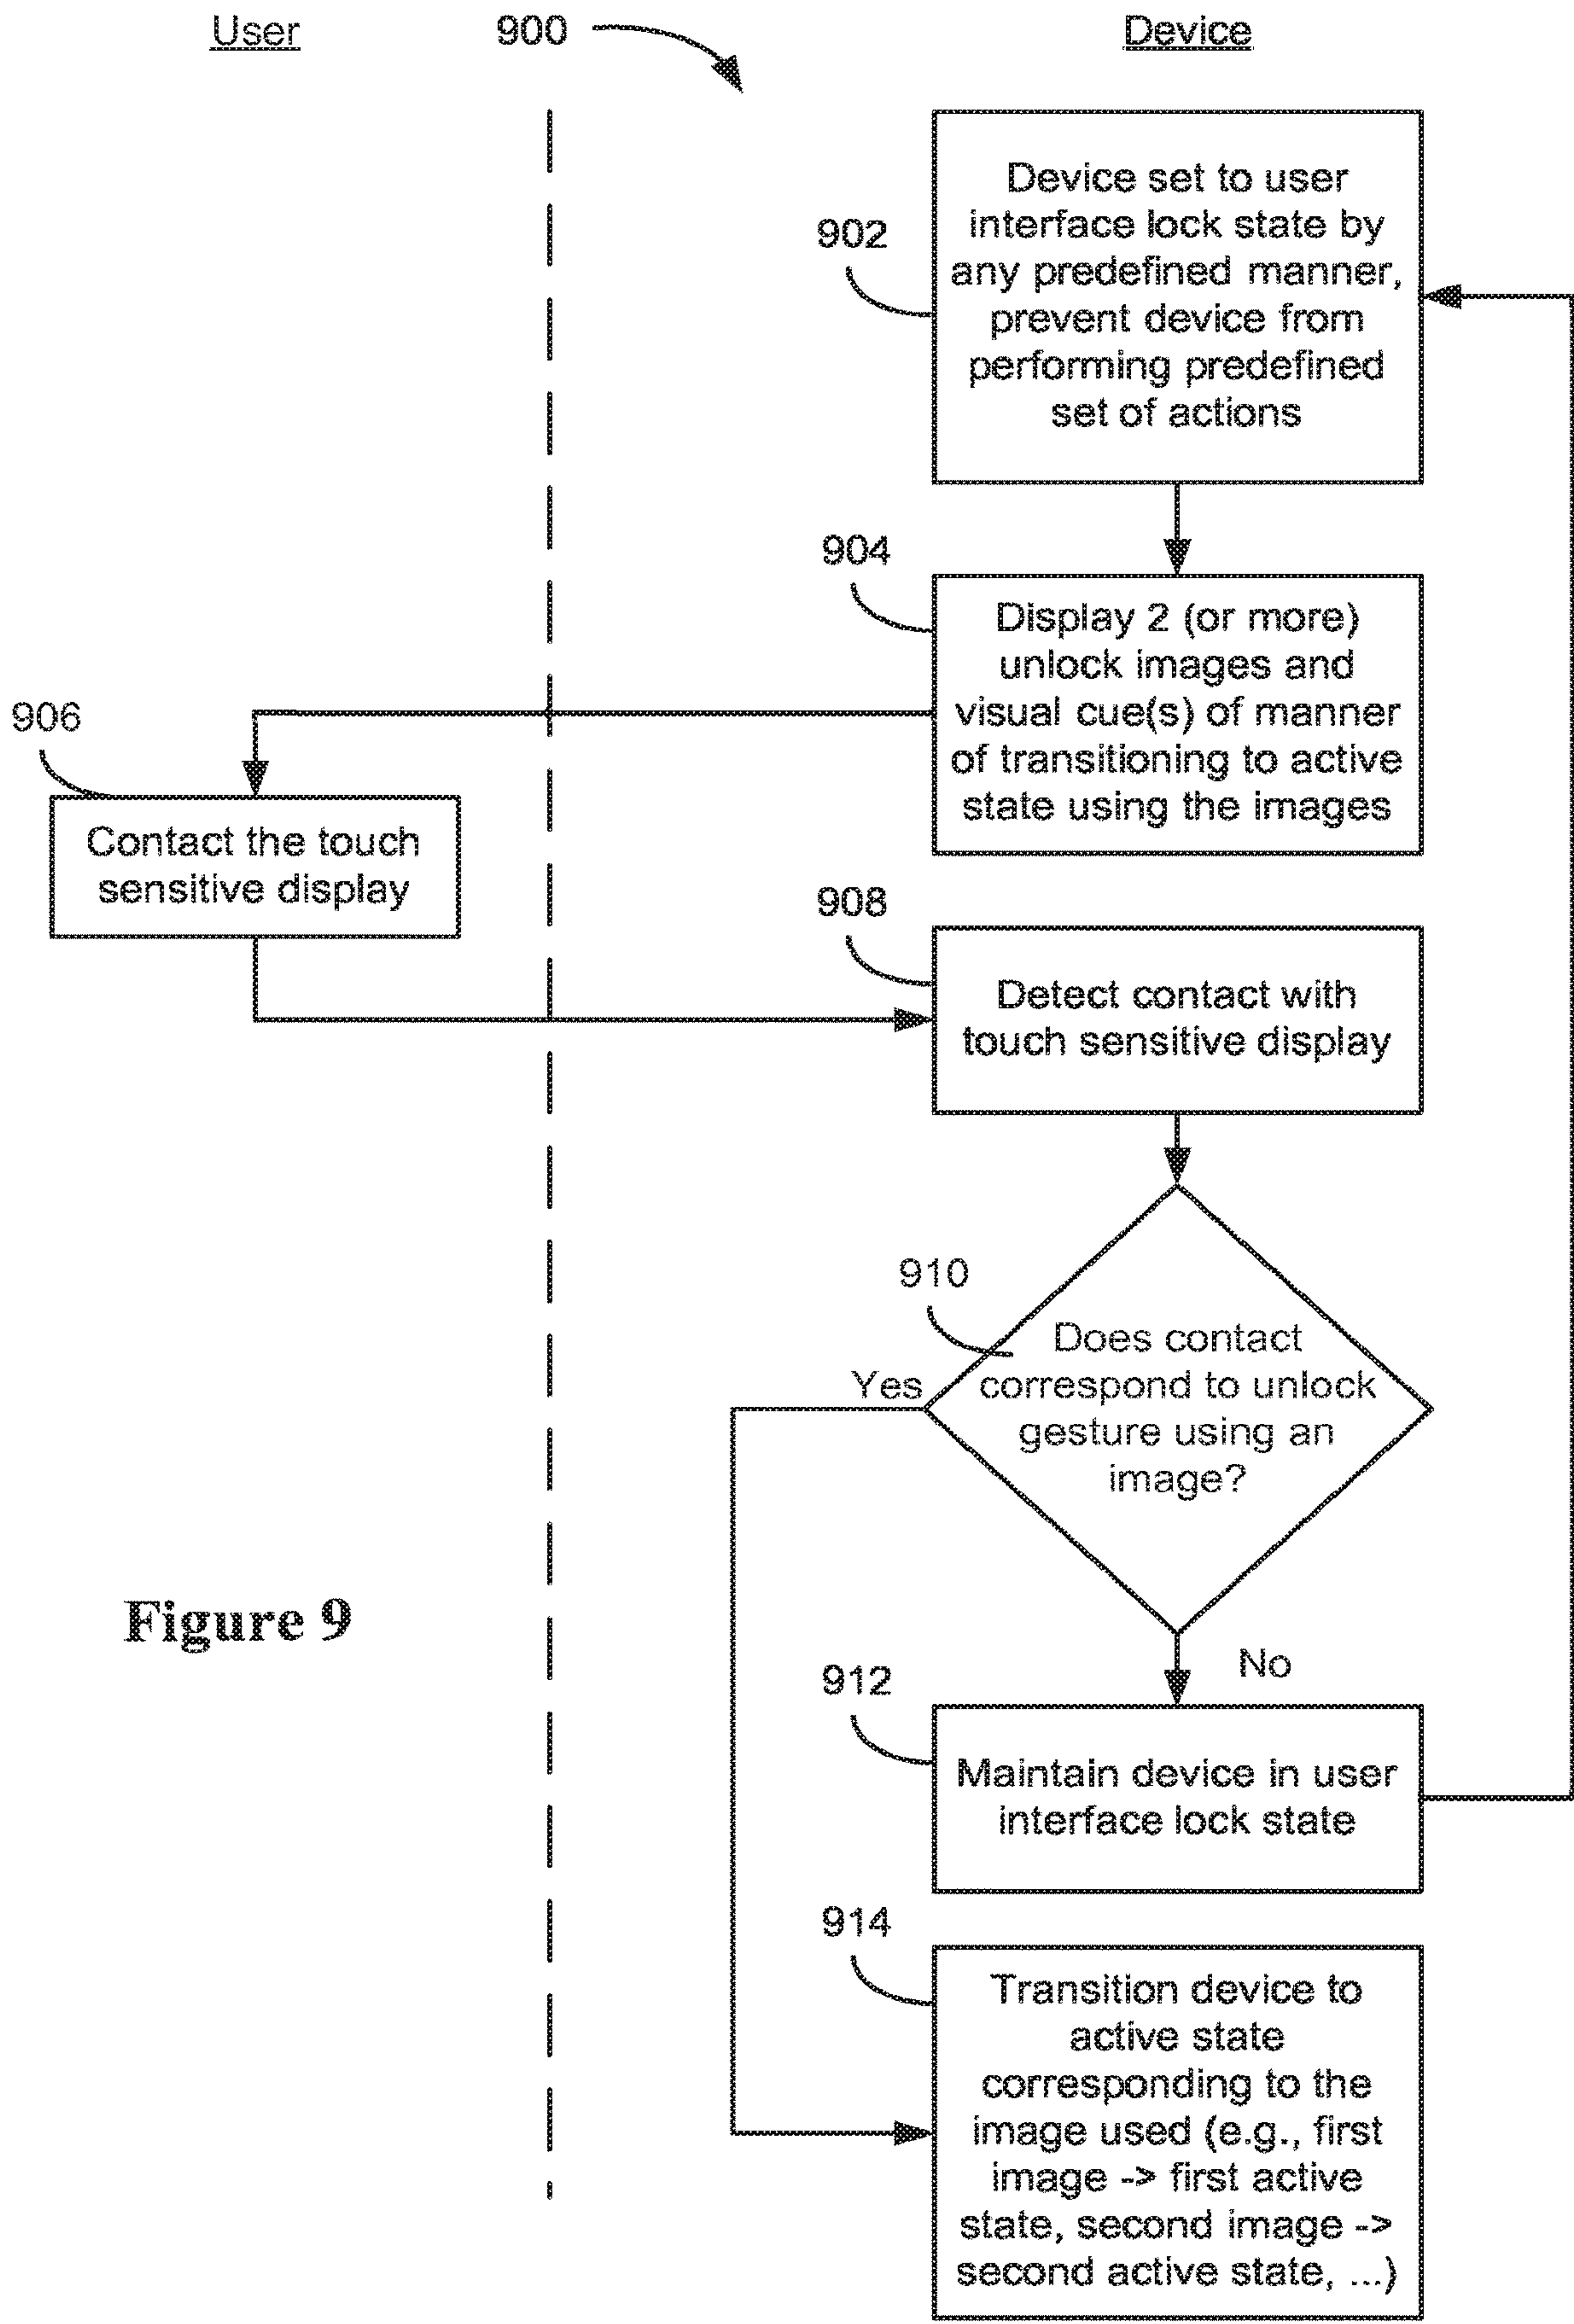 User
900
Device
902
Device set to user
interface lock state by
any predefined manner,
prevent device from
performing predefined
set of actions
904
Display 2 (or more)
unlock images and
visual cue(s) of manner
of transitioning to active
state using the images
906
Contact the touch
sensitive display
908
Detect contact with
touch sensitive display
910
Does contact
correspond to unlock
gesture using an
image?
Yes
No
912
Maintain device in user
interface lock state
914
Transition device to
active state
corresponding to the
image used (e.g., first
image -> first active
state, second image ->
second active state, ...)
Figure 9